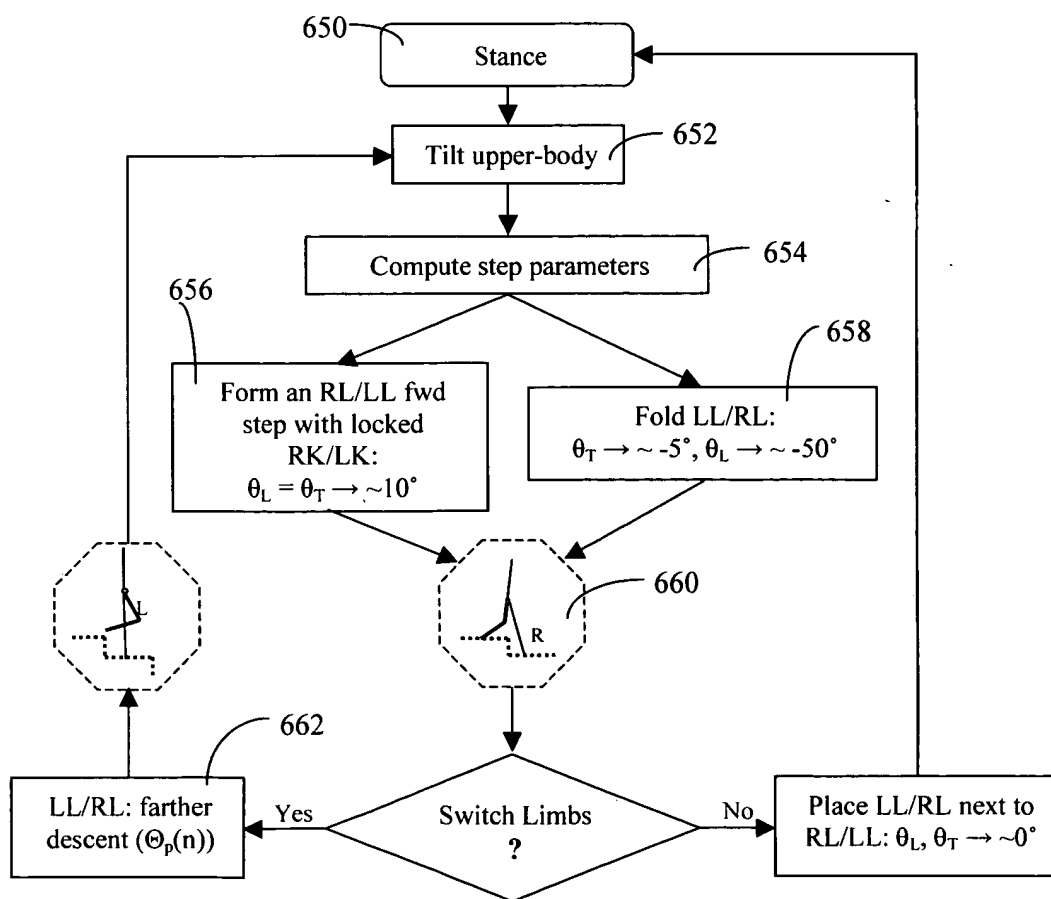 650
Stance
652
Tilt upper-body
654
Compute step parameters
656
658
Form an RL/LL fwd
step with locked
RK/LK:
θL = θT → ~10°
Fold LL/RL:
θT → ~ -5°, θL → ~ -50°
660
L
R
662
LL/RL: farther
descent (Θp(n))
Yes
Switch Limbs
?
No
Place LL/RL next to
RL/LL: θL, θT → ~0°